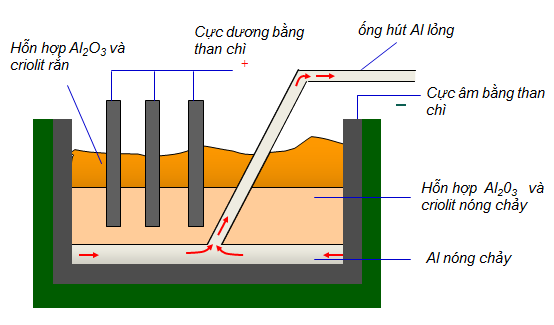 Hỗn hợp Al2O3 và
criolit rắn
Cực dương bằng
than chì
+
ống hút Al lỏng
Cực âm bằng than
chì
–
Hỗn hợp Al203 và
criolit nóng chảy
Al nóng chảy